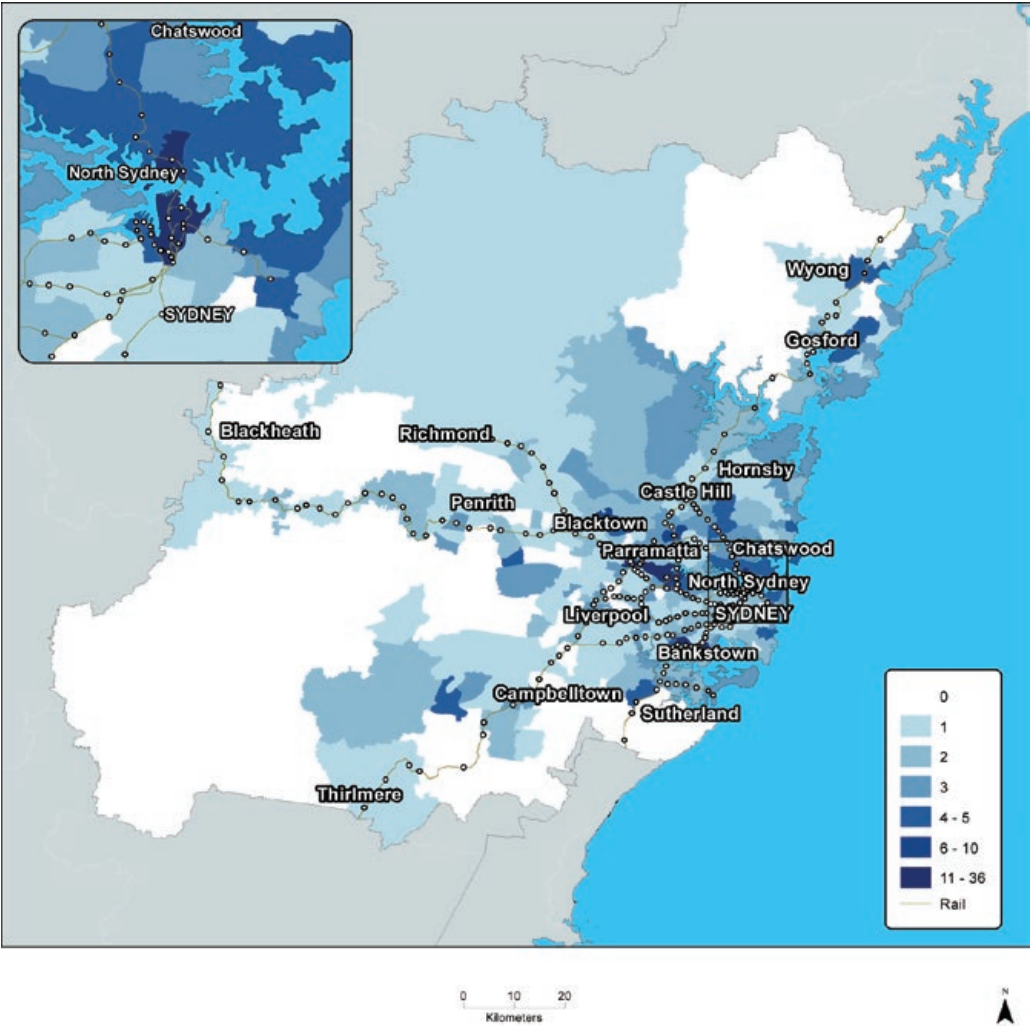 Chatswood
North Sydney
SYDNEY
Wyong
Gosford
Blackheath
Richmond
Hornsby
Castle Hill
Penrith
Blacktown
Parramatta
Chatswood
North Sydney
Liverpool
SYDNEY
Bankstown
Campbelltown
Sutherland
Thirlmere
0
1
2
3
4 - 5
6 - 10
11 - 36
Rail
0 10 20
Kilometers
N